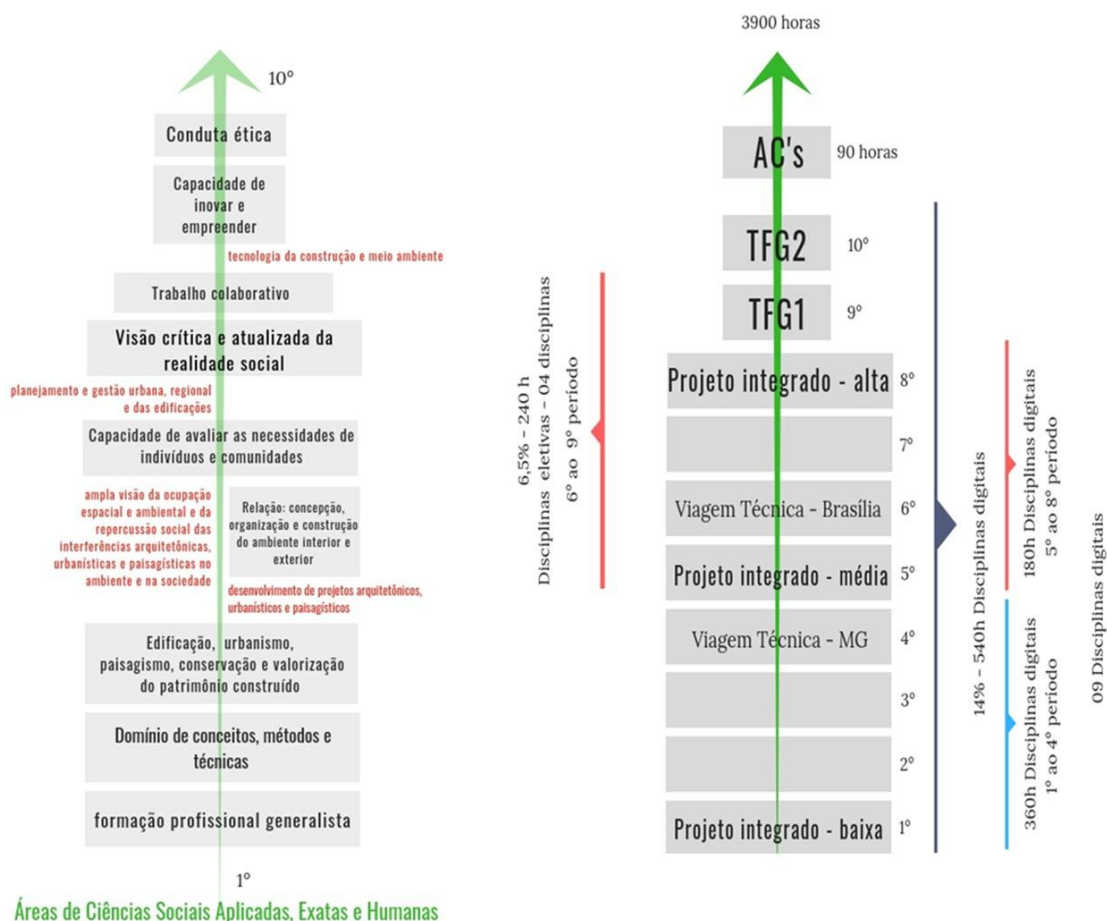 10°
Conduta ética
Capacidade de
inovar e
empreender
tecnologia da construção e meio ambiente
Trabalho colaborativo
Visão crítica e atualizada da
realidade social
planejamento e gestão urbana, regional
e das edificações
Capacidade de avaliar as necessidades de
indivíduos e comunidades
ampla visão da ocupação
espacial e ambiental e da
repercussão social das
interferências arquitetônicas,
urbanísticas e paisagísticas no
ambiente e na sociedade
Relação: concepção,
organização e construção
do ambiente interior e
exterior
desenvolvimento de projetos arquitetônicos,
urbanísticos e paisagísticos
Edificação, urbanismo,
paisagismo, conservação e valorização
do patrimônio construído
Domínio de conceitos, métodos e
técnicas
formação profissional generalista
1°
Áreas de Ciências Sociais Aplicadas, Exatas e Humanas
3900 horas
AC's
90 horas
TFG2
10°
TFG1
9°
Projeto integrado - alta
8°
7°
Viagem Técnica - Brasília
6°
Projeto integrado - média
5°
Viagem Técnica - MG
4°
3°
2°
Projeto integrado - baixa
1°
6,5% - 240 h
Disciplinas eletivas - 04 disciplinas
6° ao 9° período
14% - 540h Disciplinas digitais
180h Disciplinas digitais
5° ao 8° período
360h Disciplinas digitais
1° ao 4° período
09 Disciplinas digitais